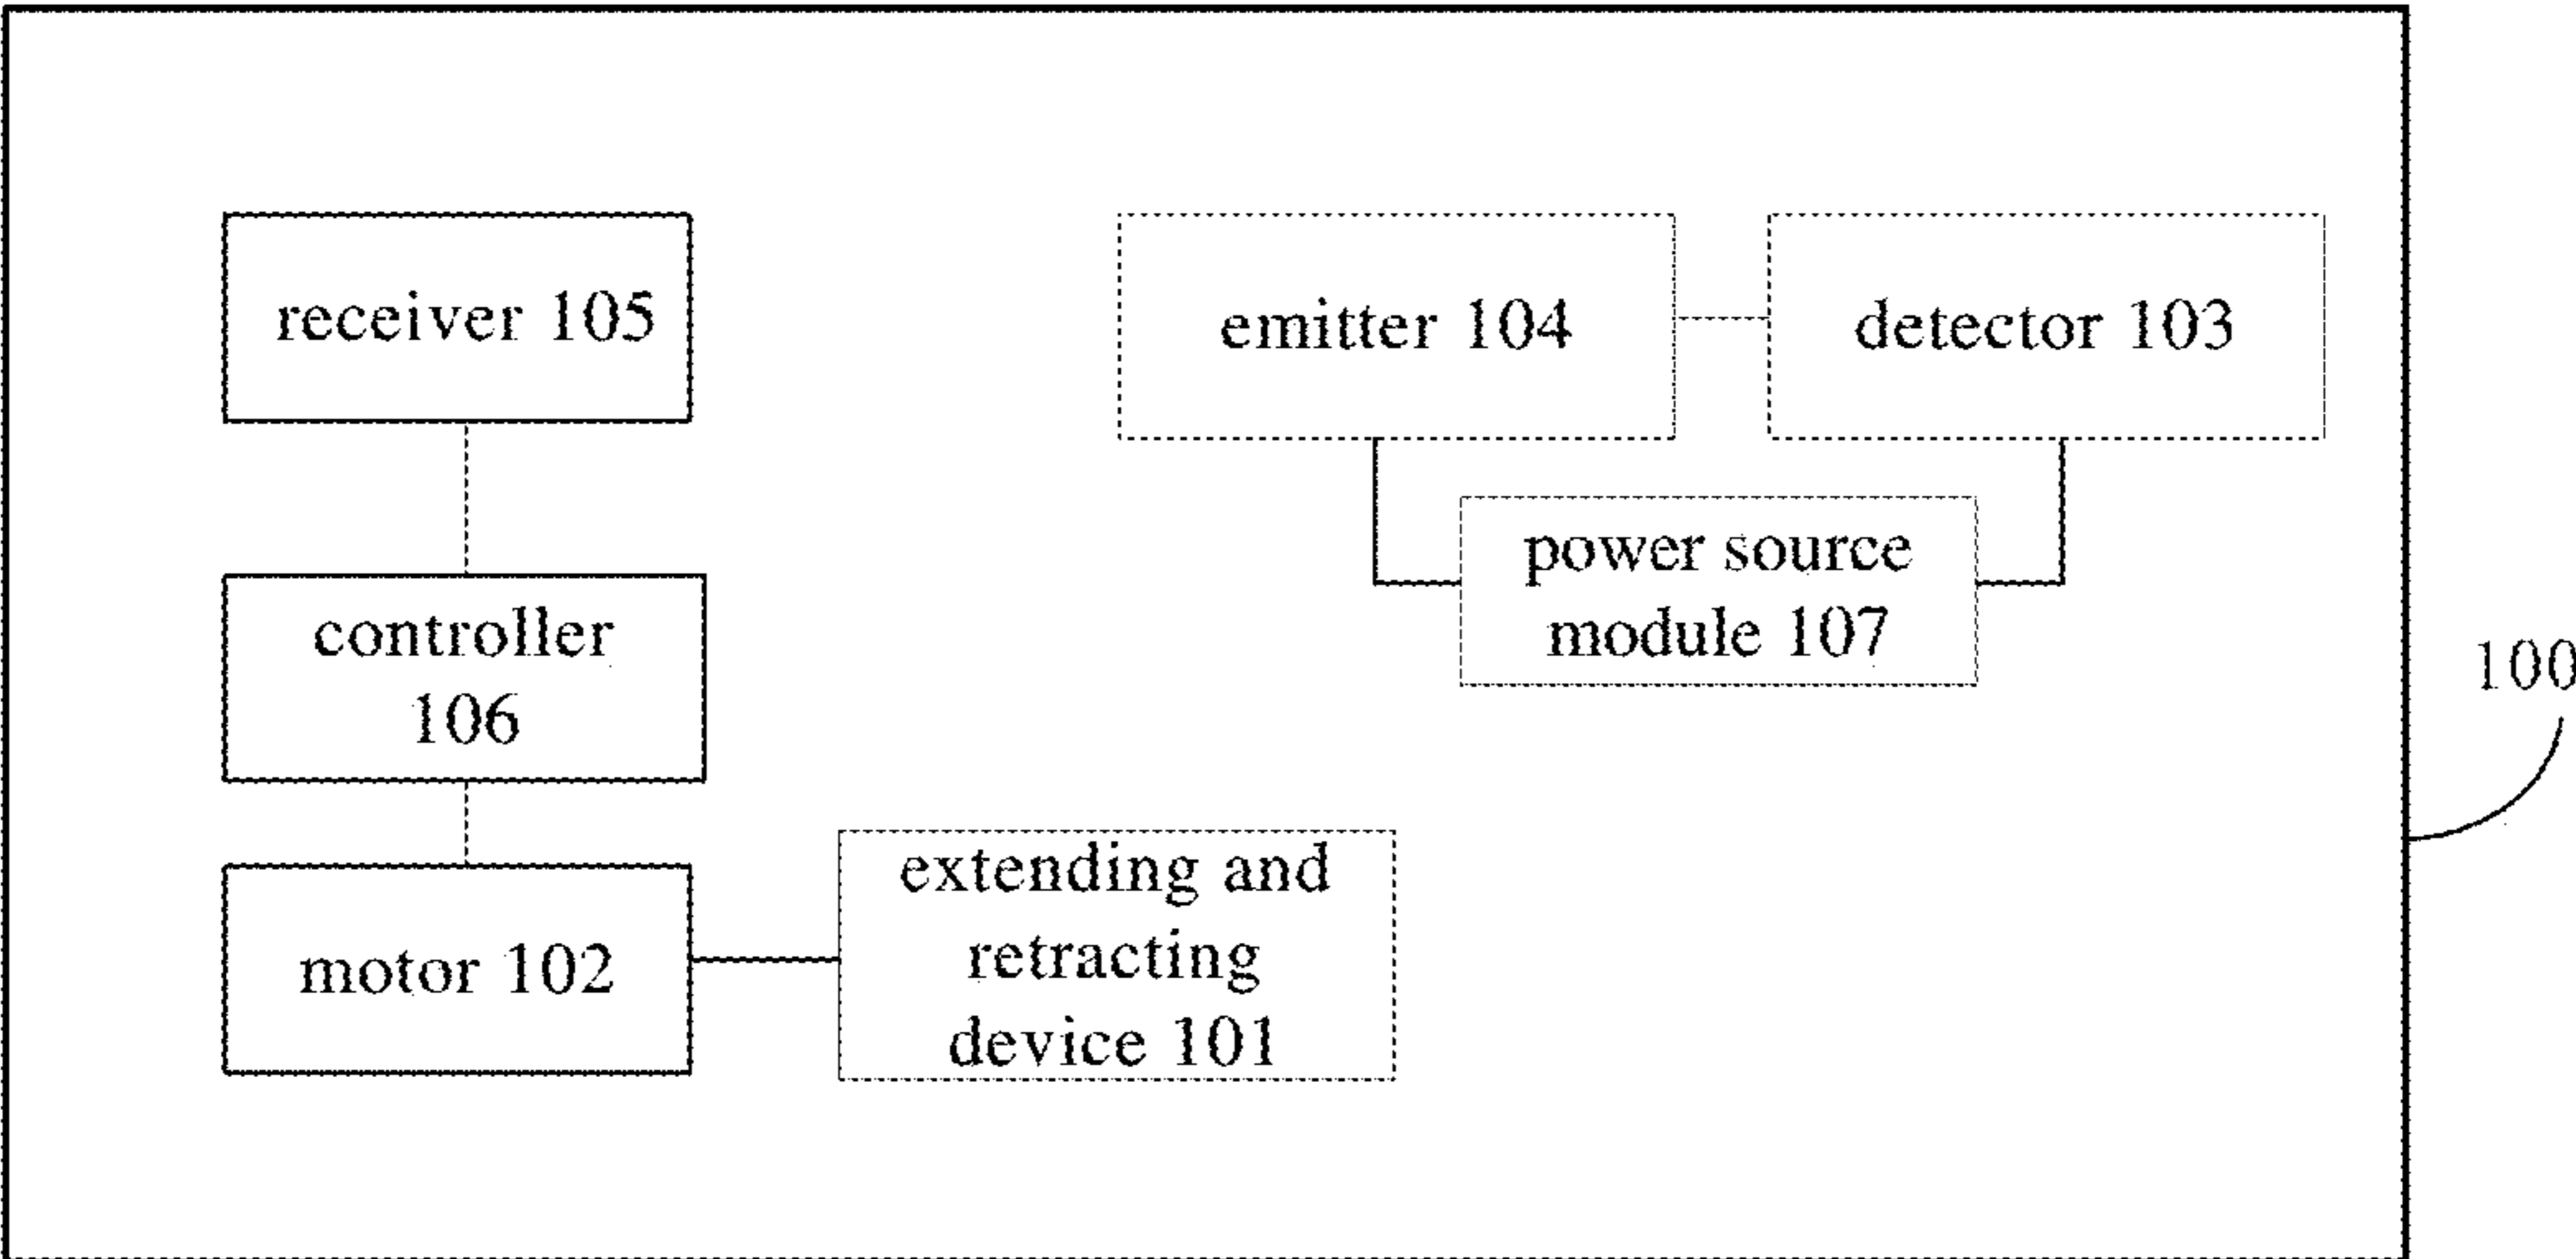 receiver 105
emitter 104
detector 103
power source
module 107
controller
106
100
motor 102
extending and
retracting
device 101